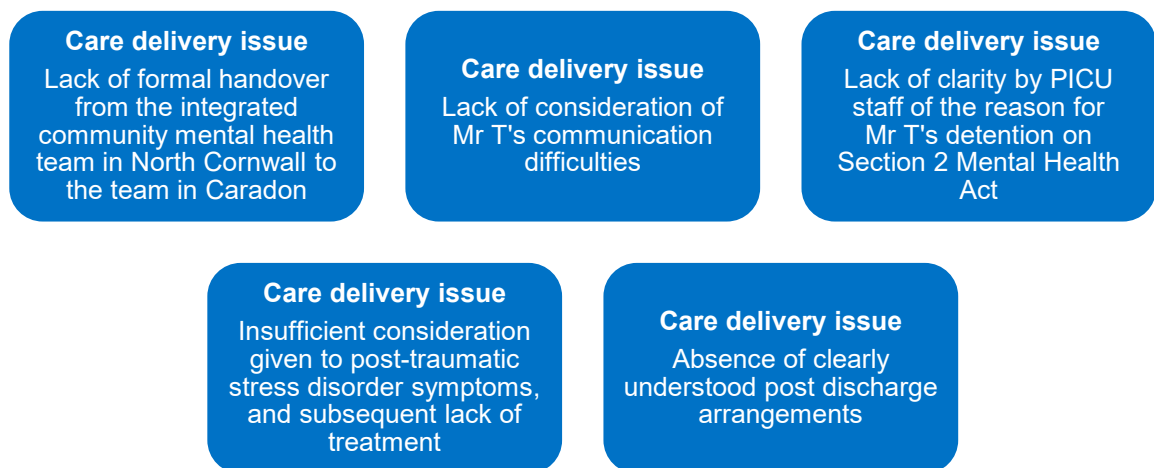 Care delivery issue
Lack of formal handover
from the integrated
community mental health
team in North Cornwall to
the team in Caradon
Care delivery issue
Lack of consideration of
Mr T's communication
difficulties
Care delivery issue
Lack of clarity by PICU
staff of the reason for
Mr T's detention on
Section 2 Mental Health
Act
Care delivery issue
Insufficient consideration
given to post-traumatic
stress disorder symptoms,
and subsequent lack of
treatment
Care delivery issue
Absence of clearly
understood post discharge
arrangements